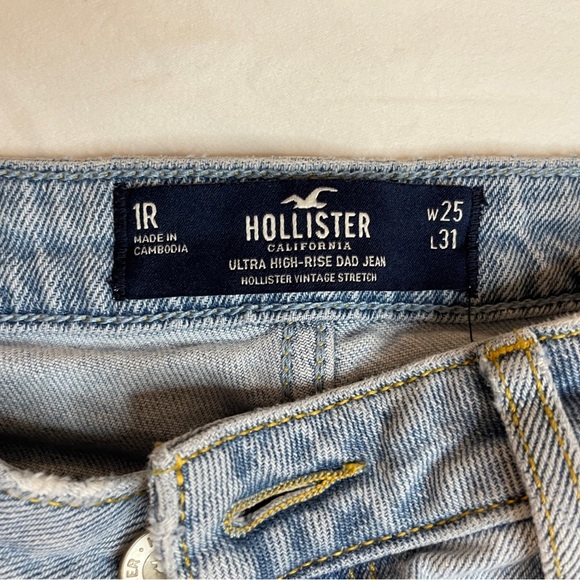 1R
MADE IN
CAMBODIA
HOLLISTER
CALIFORNIA
ULTRA HIGH-RISE DAD JEAN
HOLLISTER VINTAGE STRETCH
W25
L31